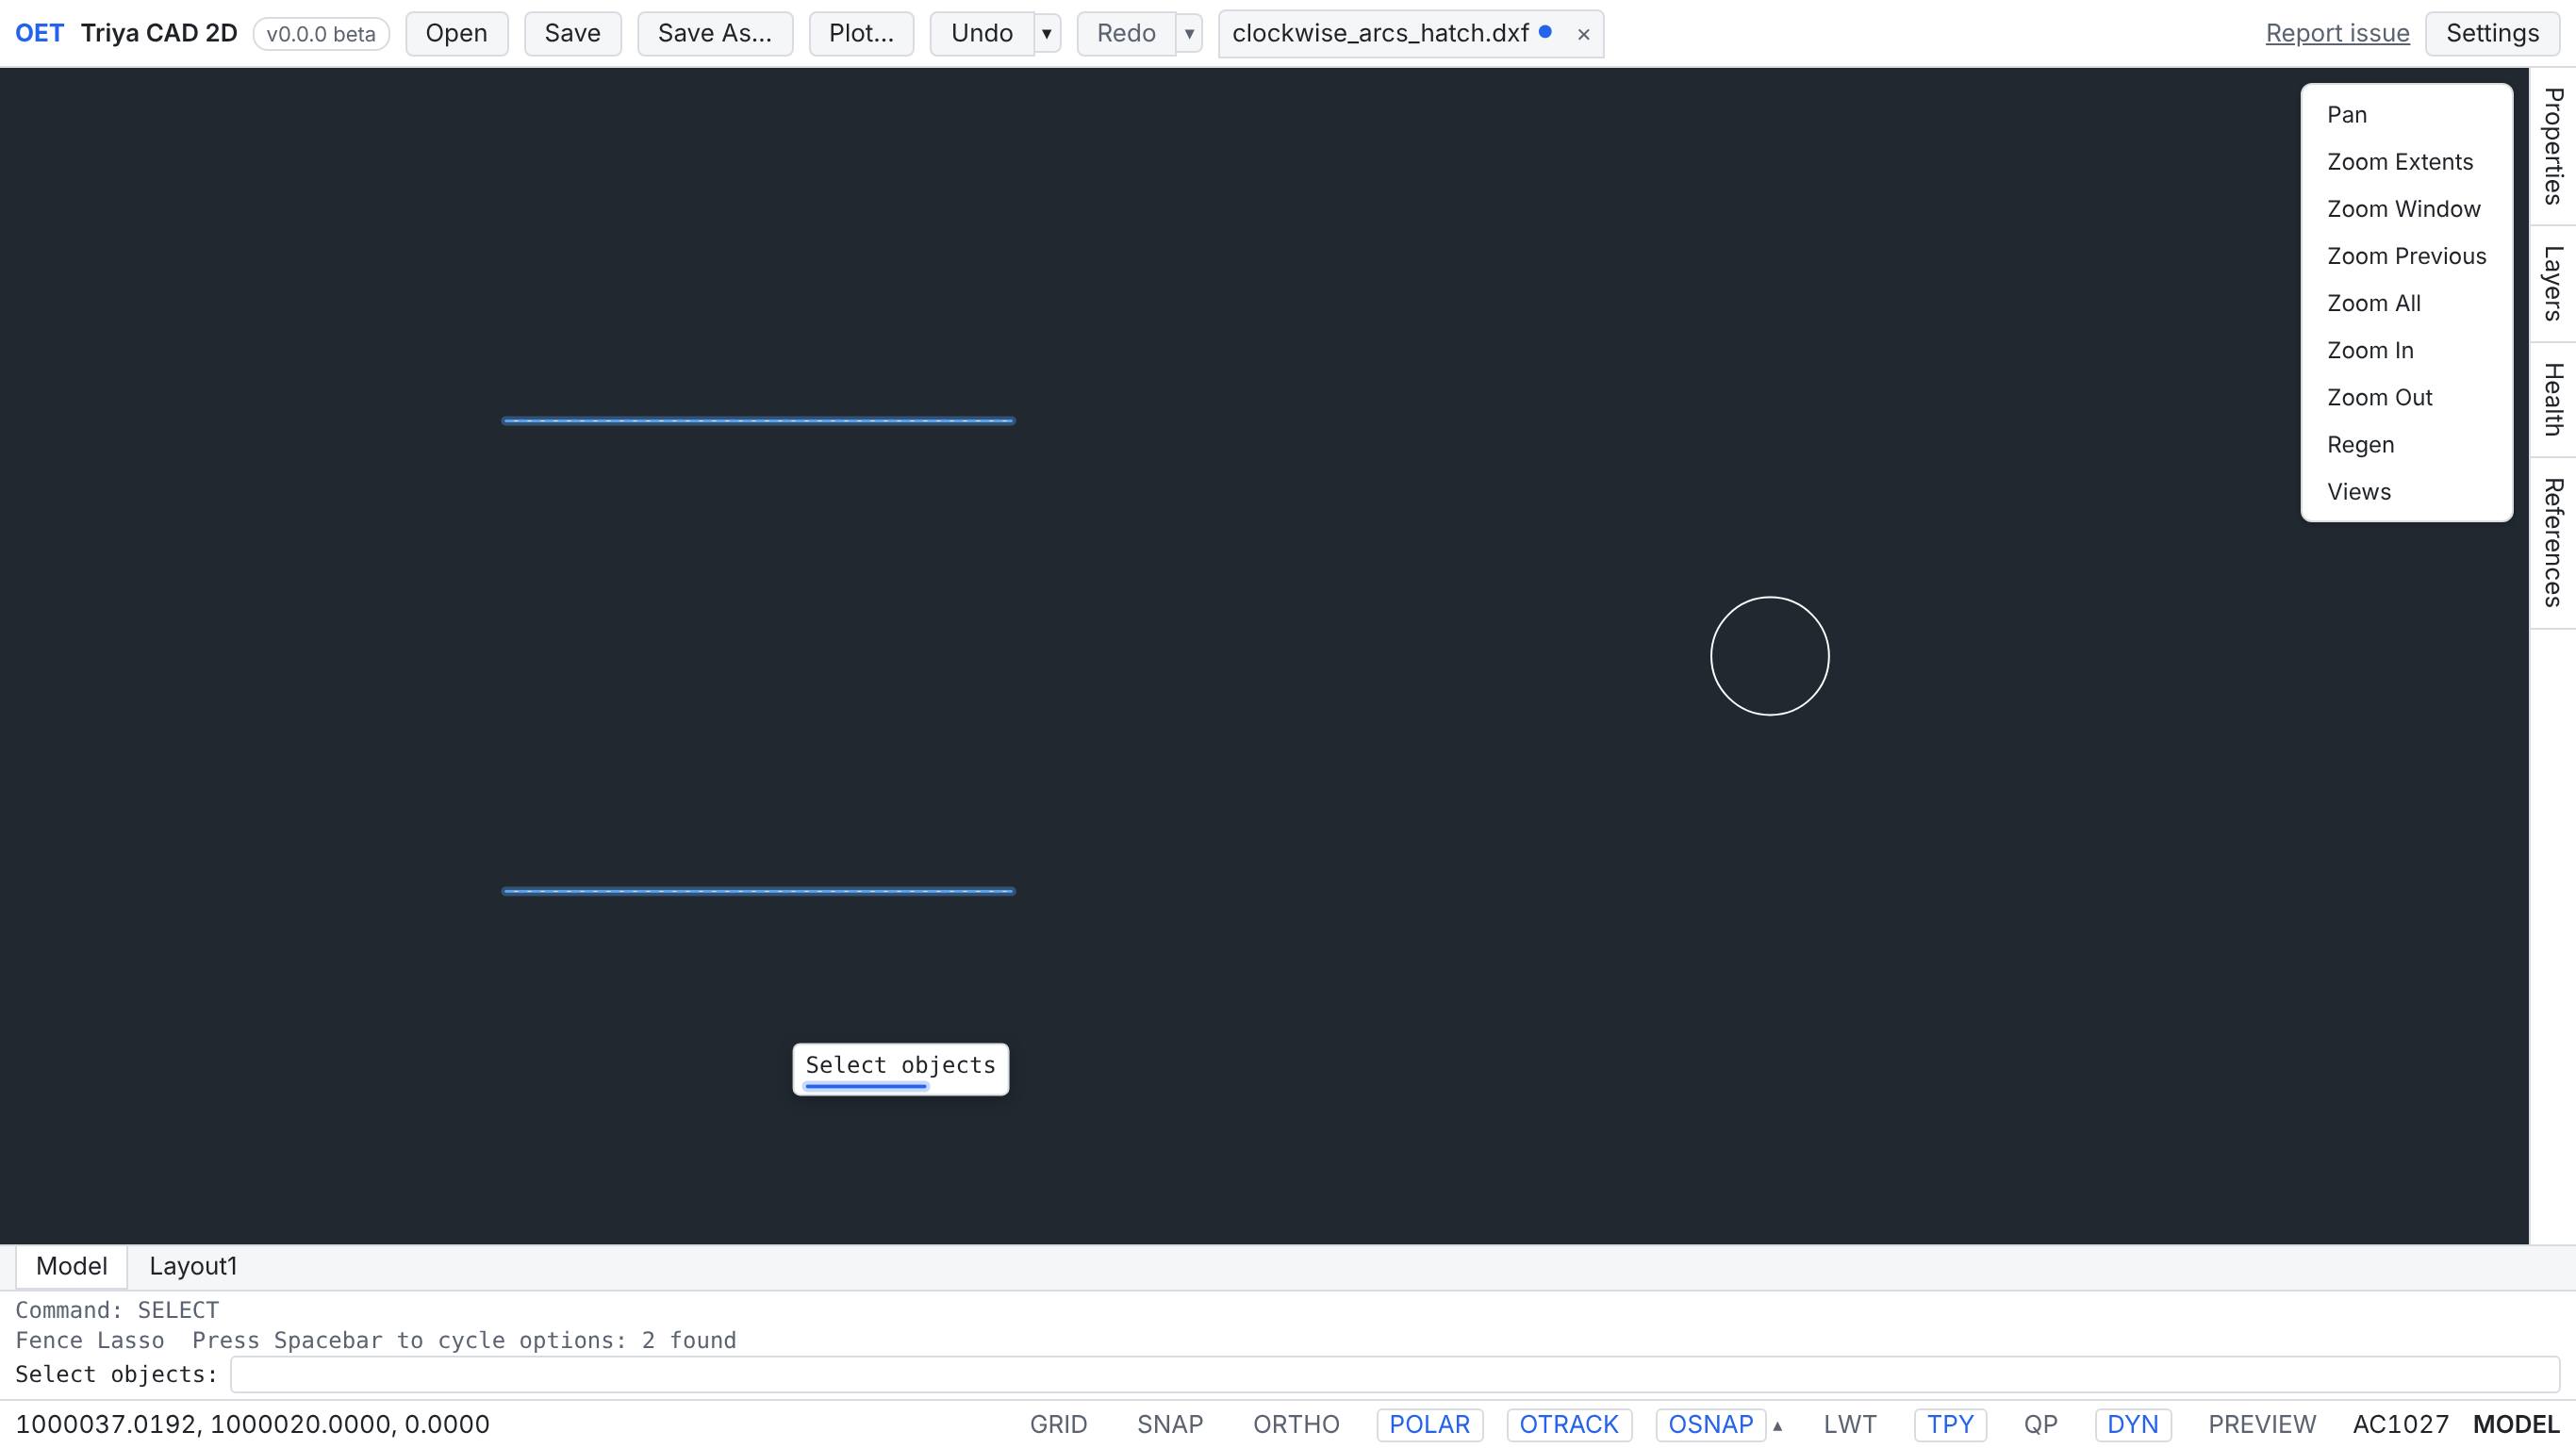 OET Triya CAD 2D v0.0.0 beta Open Save Save As... Plot... Undo ▾ Redo ▾ clockwise_arcs_hatch.dxf × Report issue Settings
Pan
Zoom Extents
Zoom Window
Zoom Previous
Zoom All
Zoom In
Zoom Out
Regen
Views
Properties
Layers
Health
References
Select objects
Model Layout1
Command: SELECT
Fence Lasso  Press Spacebar to cycle options: 2 found
Select objects:
1000037.0192, 1000020.0000, 0.0000 GRID SNAP ORTHO POLAR OTRACK OSNAP ▴ LWT TPY QP DYN PREVIEW AC1027 MODEL